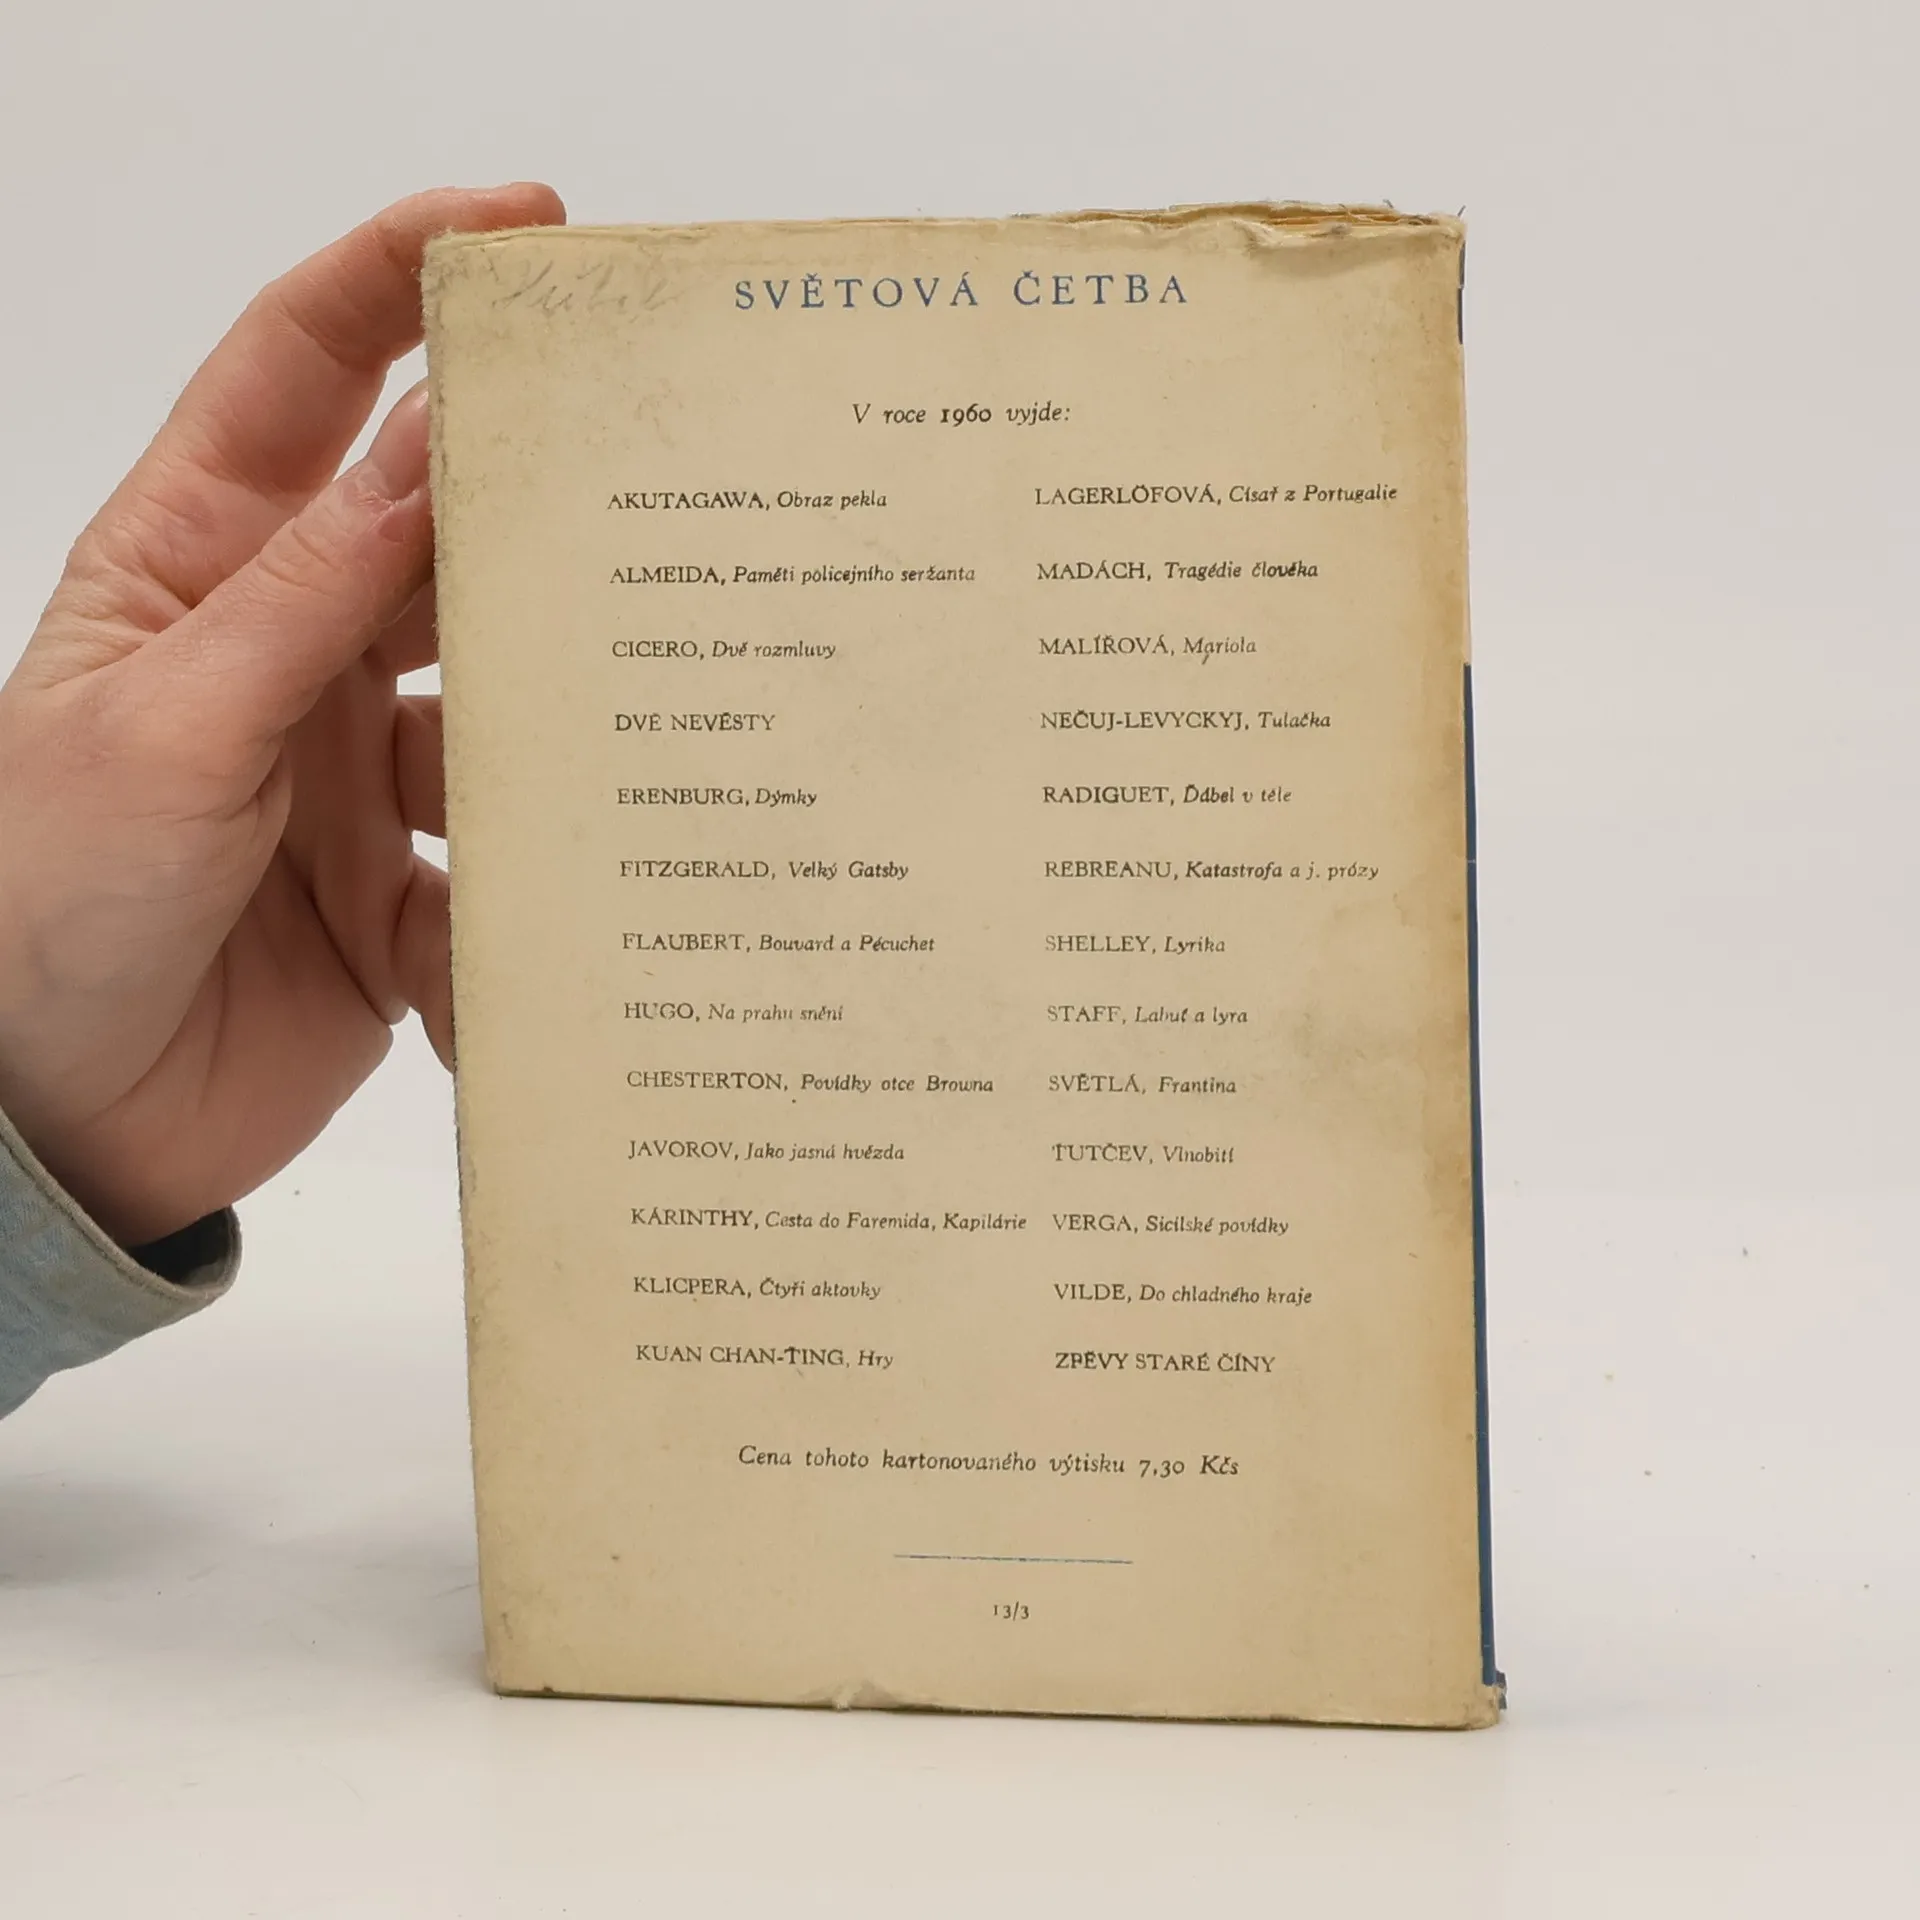 SVĚTOVÁ ČETBA
V roce 1960 vyjde:
AKUTAGAWA, Obraz pekla
ALMEIDA, Paměti policejního seržanta
CICERO, Dvě rozmluvy
DVĚ NEVĚSTY
ERENBURG, Dýmky
FITZGERALD, Velký Gatsby
FLAUBERT, Bouvard a Pécuchet
HUGO, Na prahu snění
CHESTERTON, Povídky otce Browna
JAVOROV, Jako jasná hvězda
KÁRINTHY, Cesta do Faremida, Kapilárie
KLICPERA, Čtyři aktovky
KUAN CHAN-ŤING, Hry
LAGERLÖFOVÁ, Císař z Portugalie
MADÁCH, Tragédie člověka
MALÍŘOVÁ, Mariola
NEČUJ-LEVYCKYJ, Tulačka
RADIGUET, Ďábel v těle
REBREANU, Katastrofa a j. prózy
SHELLEY, Lyrika
STAFF, Labuť a lyra
SVĚTLÁ, Frantina
ŤUTČEV, Vlnobití
VERGA, Sicilské povídky
VILDE, Do chladného kraje
ZPĚVY STARÉ ČÍNY
Cena tohoto kartonovaného výtisku 7,30 Kčs
13/3